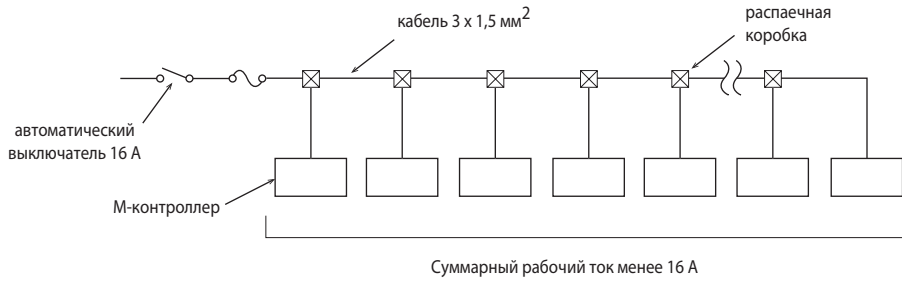 кабель 3 x 1,5 мм²
распаечная
коробка
автоматический
выключатель 16 А
М-контроллер
Суммарный рабочий ток менее 16 А